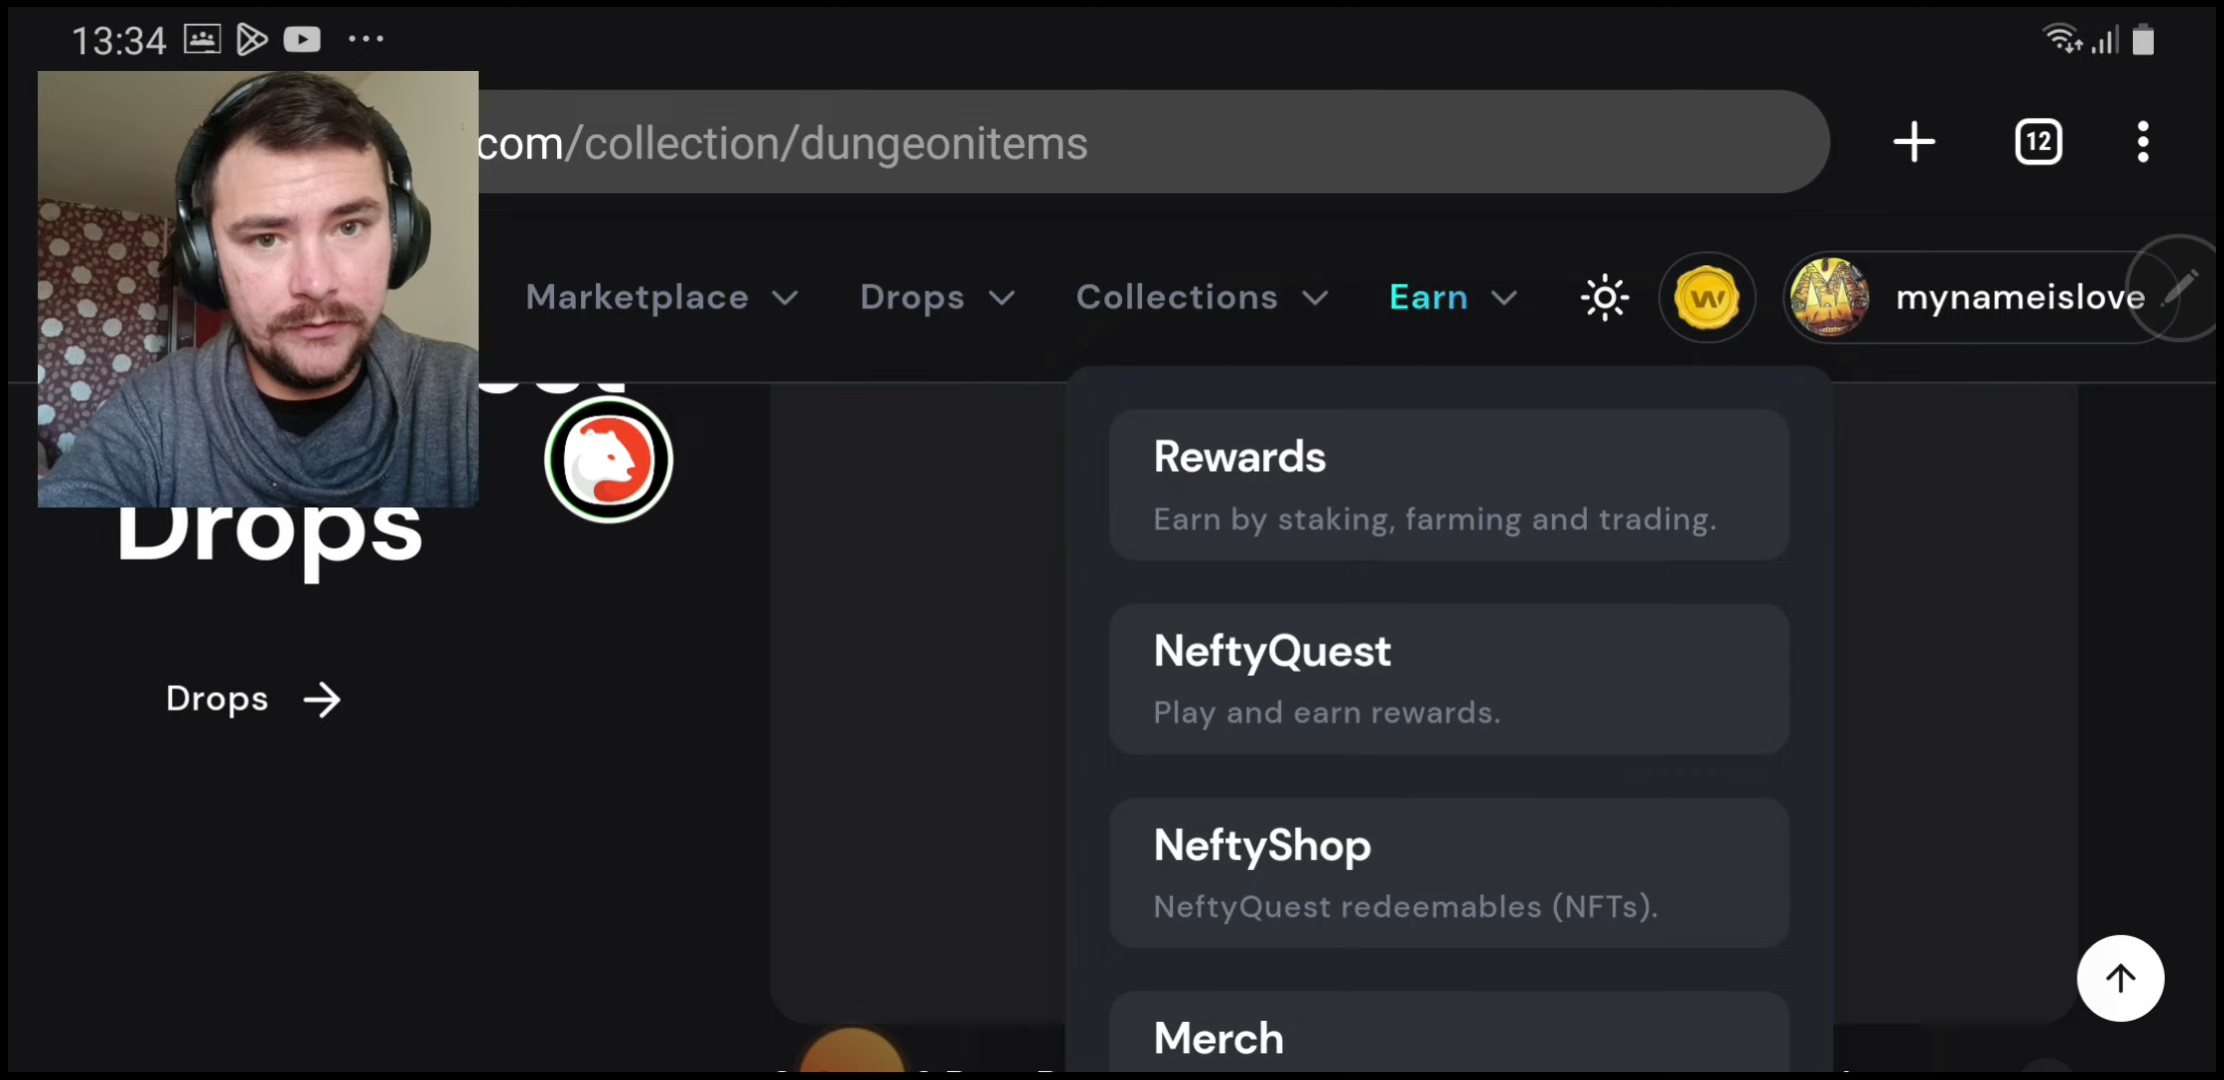 13:34
com/collection/dungeonitems
12
Marketplace
Drops
Collections
Earn
W
mynameislove
Drops
Drops
Rewards
Earn by staking, farming and trading.
NeftyQuest
Play and earn rewards.
NeftyShop
NeftyQuest redeemables (NFTs).
Merch